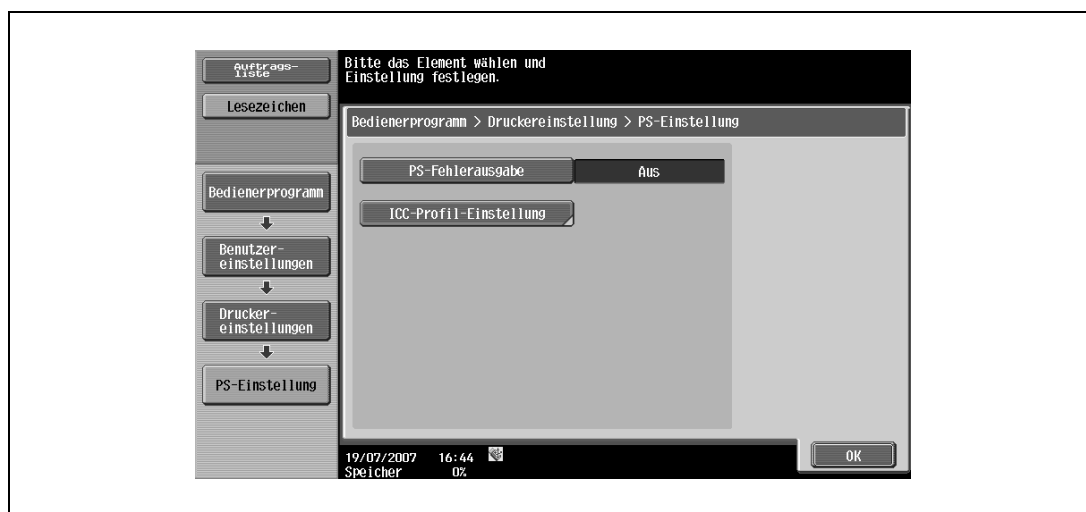 Auftrags-
liste
Lesezeichen
Bitte das Element wählen und
Einstellung festlegen.
Bedienerprogramm > Druckereinstellung > PS-Einstellung
Bedienerprogramm
Benutzer-
einstellungen
Drucker-
einstellungen
PS-Einstellung
PS-Fehlerausgabe Aus
ICC-Profil-Einstellung
19/07/2007 16:44
Speicher 0%
OK